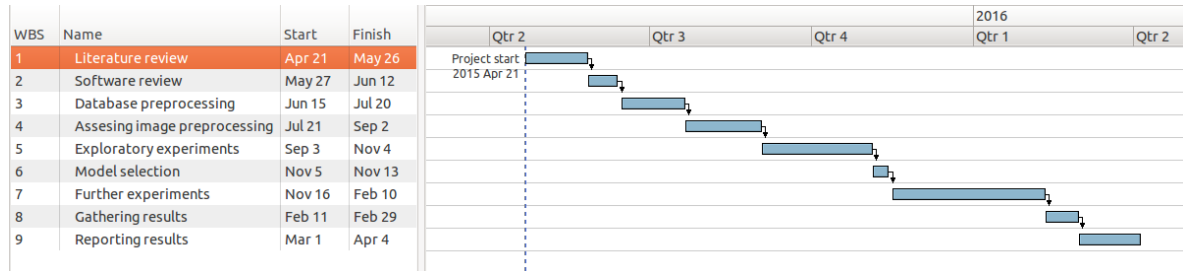 2016
WBS Name Start Finish Qtr 2 Qtr 3 Qtr 4 Qtr 1 Qtr 2
1 Literature review Apr 21 May 26 Project start
2015 Apr 21
2 Software review May 27 Jun 12
3 Database preprocessing Jun 15 Jul 20
4 Assesing image preprocessing Jul 21 Sep 2
5 Exploratory experiments Sep 3 Nov 4
6 Model selection Nov 5 Nov 13
7 Further experiments Nov 16 Feb 10
8 Gathering results Feb 11 Feb 29
9 Reporting results Mar 1 Apr 4